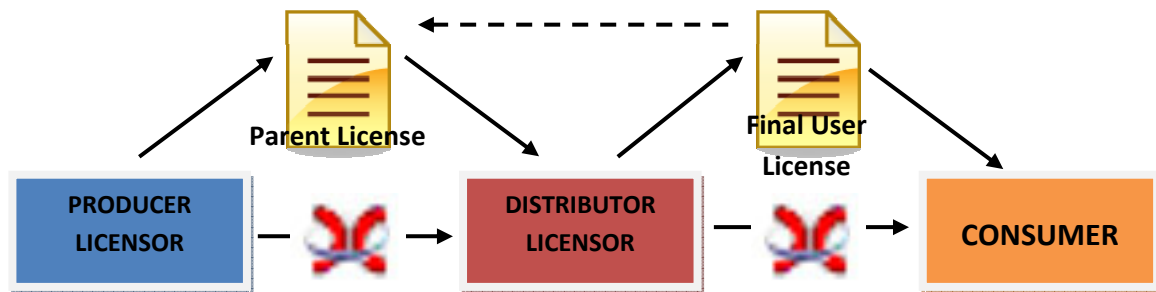 Parent License
Final User
License
PRODUCER
LICENSOR
DISTRIBUTOR
LICENSOR
CONSUMER